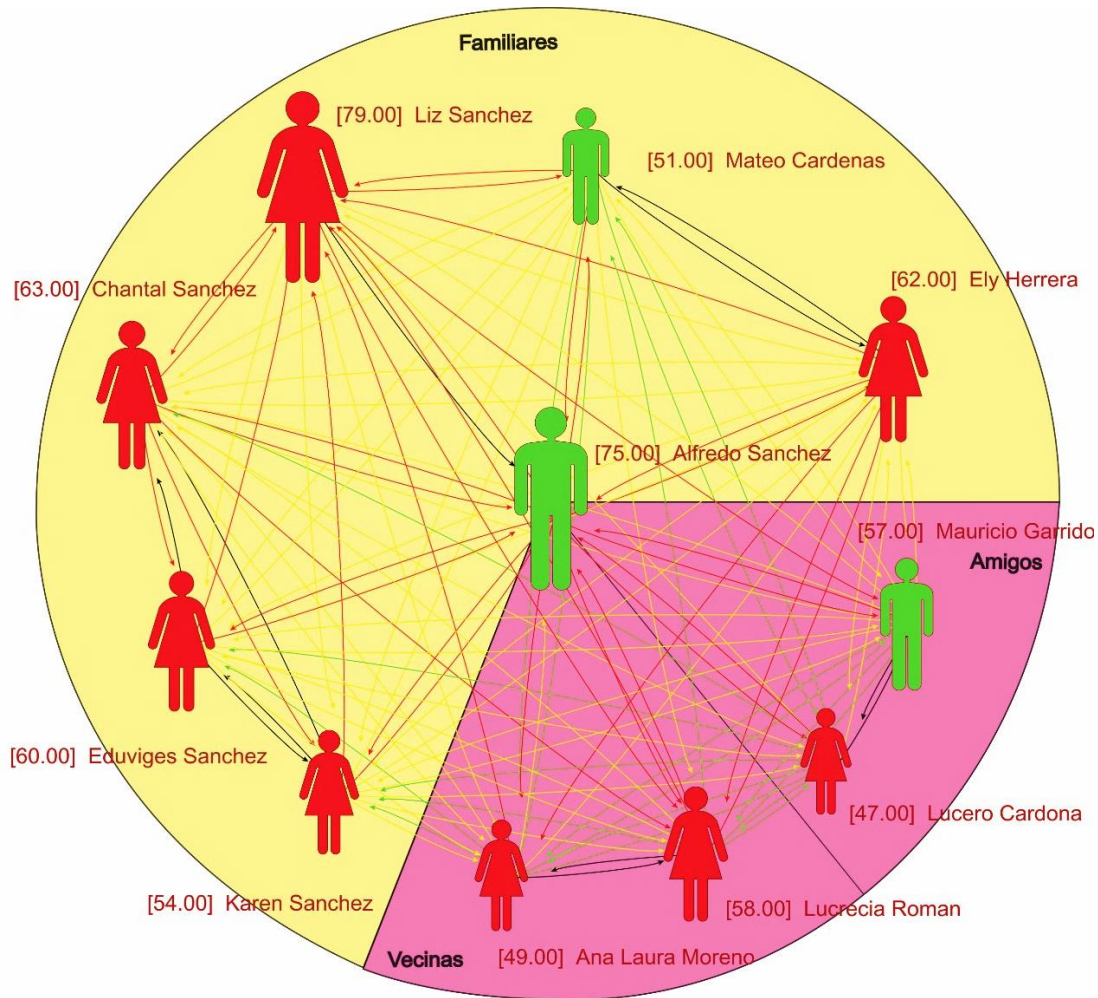 Familiares
[79.00] Liz Sanchez
[51.00] Mateo Cardenas
[63.00] Chantal Sanchez
[62.00] Ely Herrera
[75.00] Alfredo Sanchez
[57.00] Mauricio Garrido
Amigos
[60.00] Eduviges Sanchez
[47.00] Lucero Cardona
[54.00] Karen Sanchez
[58.00] Lucrecia Roman
Vecinas
[49.00] Ana Laura Moreno